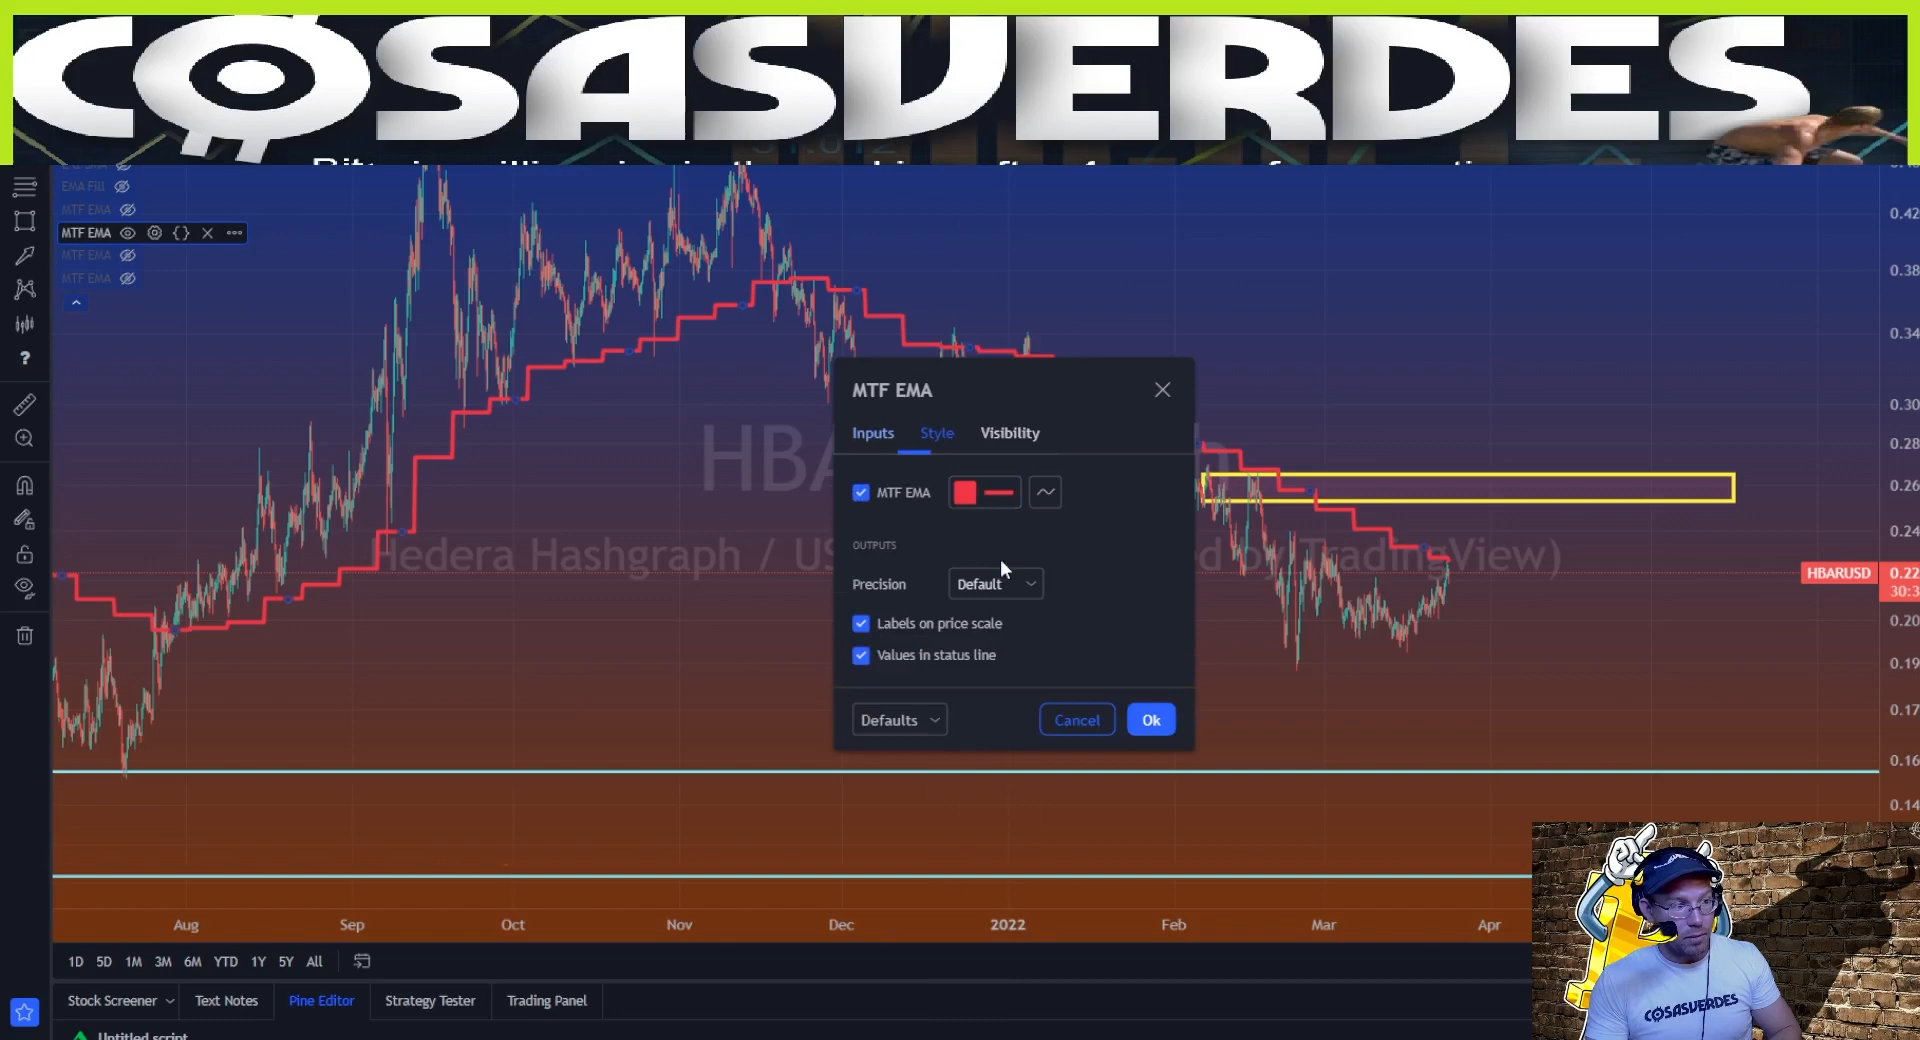 COSASVERDES
EMA Fill
MTF EMA
MTF EMA
MTF EMA
MTF EMA
0.42
0.38
0.34
0.30
0.28
0.26
0.24
HBARUSD 0.22
30:3
0.20
0.19
0.17
0.16
0.14
Hedera Hashgraph / US
ed by TradingView)
MTF EMA
Inputs Style Visibility
MTF EMA
OUTPUTS
Precision Default
Labels on price scale
Values in status line
Defaults Cancel Ok
Aug Sep Oct Nov Dec 2022 Feb Mar Apr
1D 5D 1M 3M 6M YTD 1Y 5Y All
Stock Screener Text Notes Pine Editor Strategy Tester Trading Panel
Untitled script
COSASVERDES